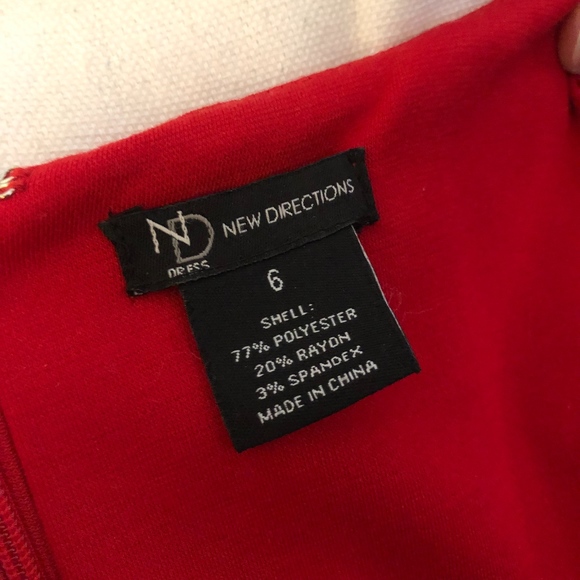 ND NEW DIRECTIONS
DRESS
6
SHELL:
77% POLYESTER
20% RAYON
3% SPANDEX
MADE IN CHINA